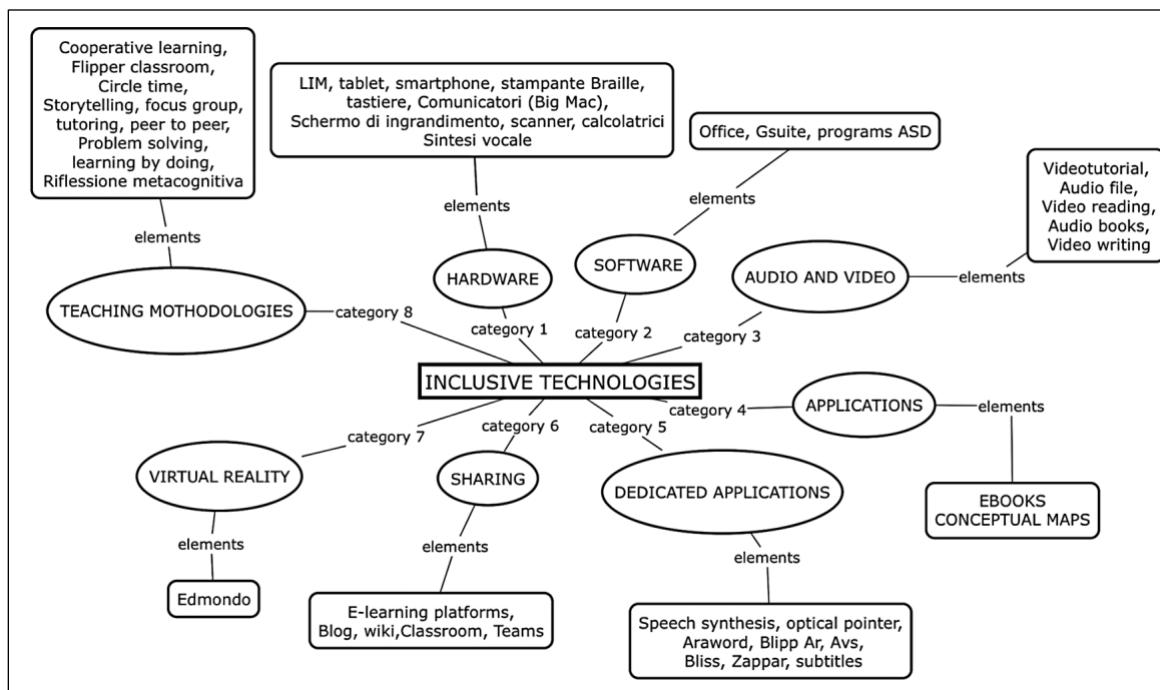 Cooperative learning,
Flipper classroom,
Circle time,
Storytelling, focus group,
tutoring, peer to peer,
Problem solving,
learning by doing,
Riflessione metacognitiva
LIM, tablet, smartphone, stampante Braille,
tastiere, Comunicatori (Big Mac),
Schermo di ingrandimento, scanner, calcolatrici
Sintesi vocale
Office, Gsuite, programs ASD
Videotutorial,
Audio file,
Video reading,
Audio books,
Video writing
elements
elements
elements
elements
TEACHING MOTHODOLOGIES
HARDWARE
SOFTWARE
AUDIO AND VIDEO
category 8
category 1
category 2
category 3
INCLUSIVE TECHNOLOGIES
category 7
category 6
category 5
category 4
APPLICATIONS
elements
VIRTUAL REALITY
SHARING
DEDICATED APPLICATIONS
EBOOKS
CONCEPTUAL MAPS
elements
elements
elements
Edmondo
E-learning platforms,
Blog, wiki,Classroom, Teams
Speech synthesis, optical pointer,
Araword, Blipp Ar, Avs,
Bliss, Zappar, subtitles